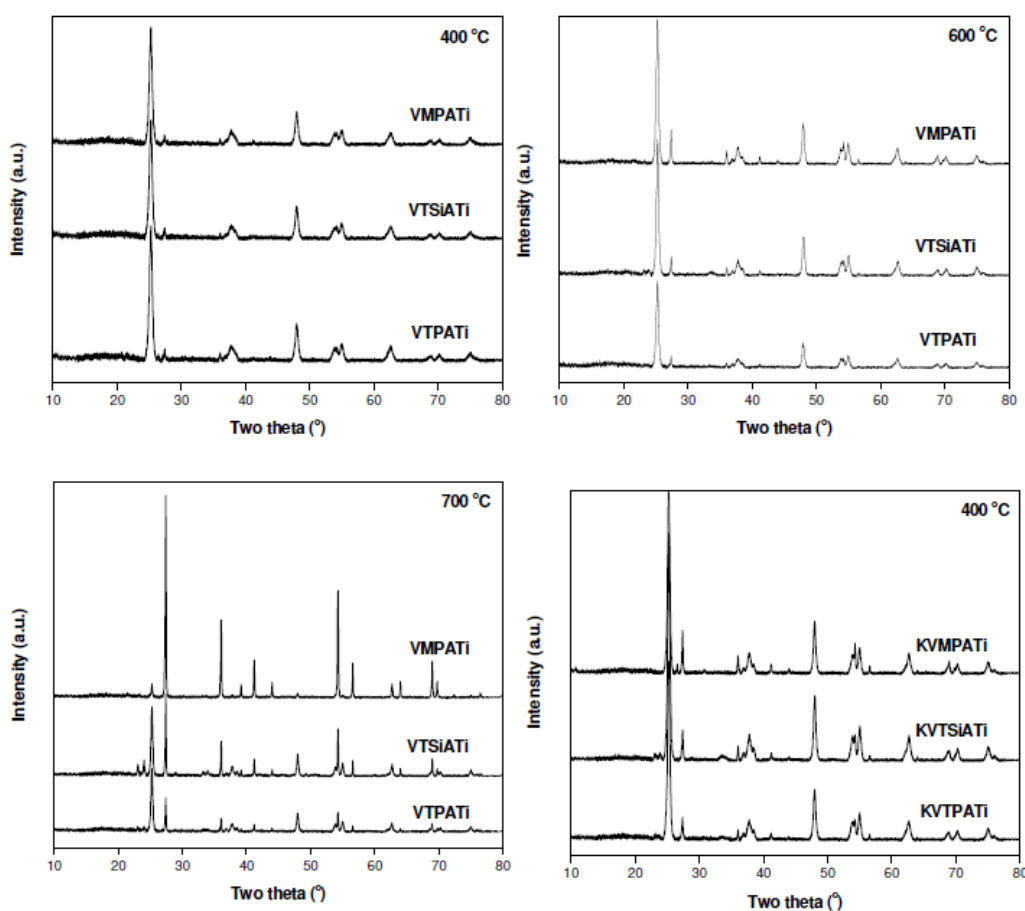 400 °C
VMPATi
VTSiATi
VTPATi
Intensity (a.u.)
10 20 30 40 50 60 70 80
Two theta (°)
600 °C
VMPATi
VTSiATi
VTPATi
Intensity (a.u.)
10 20 30 40 50 60 70 80
Two theta (°)
700 °C
VMPATi
VTSiATi
VTPATi
Intensity (a.u.)
10 20 30 40 50 60 70 80
Two theta (°)
400 °C
KVMPATi
KVTSiATi
KVTPATi
Intensity (a.u.)
10 20 30 40 50 60 70 80
Two theta (°)